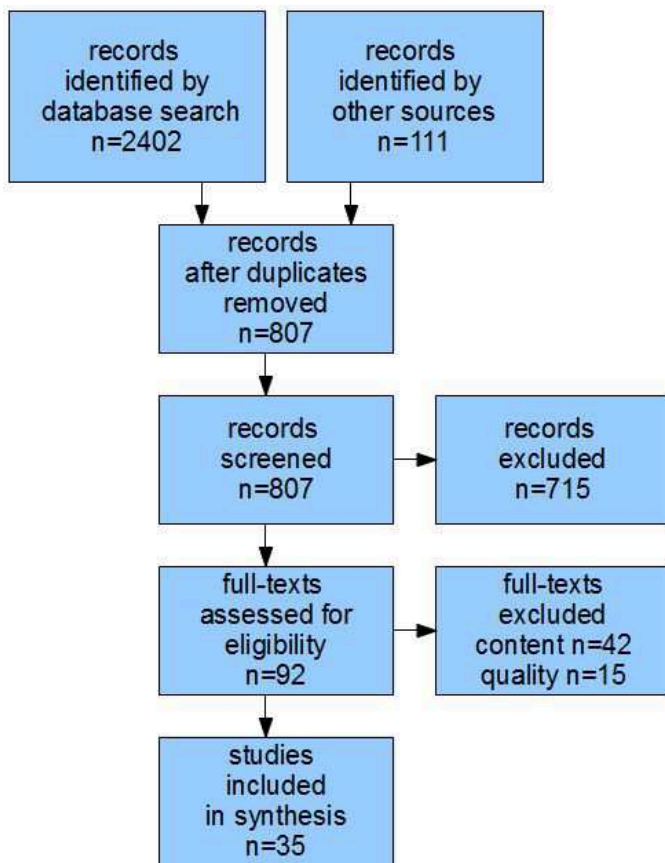 records
identified by
database search
n=2402
records
identified by
other sources
n=111
records
after duplicates
removed
n=807
records
screened
n=807
records
excluded
n=715
full-texts
assessed for
eligibility
n=92
full-texts
excluded
content n=42
quality n=15
studies
included
in synthesis
n=35